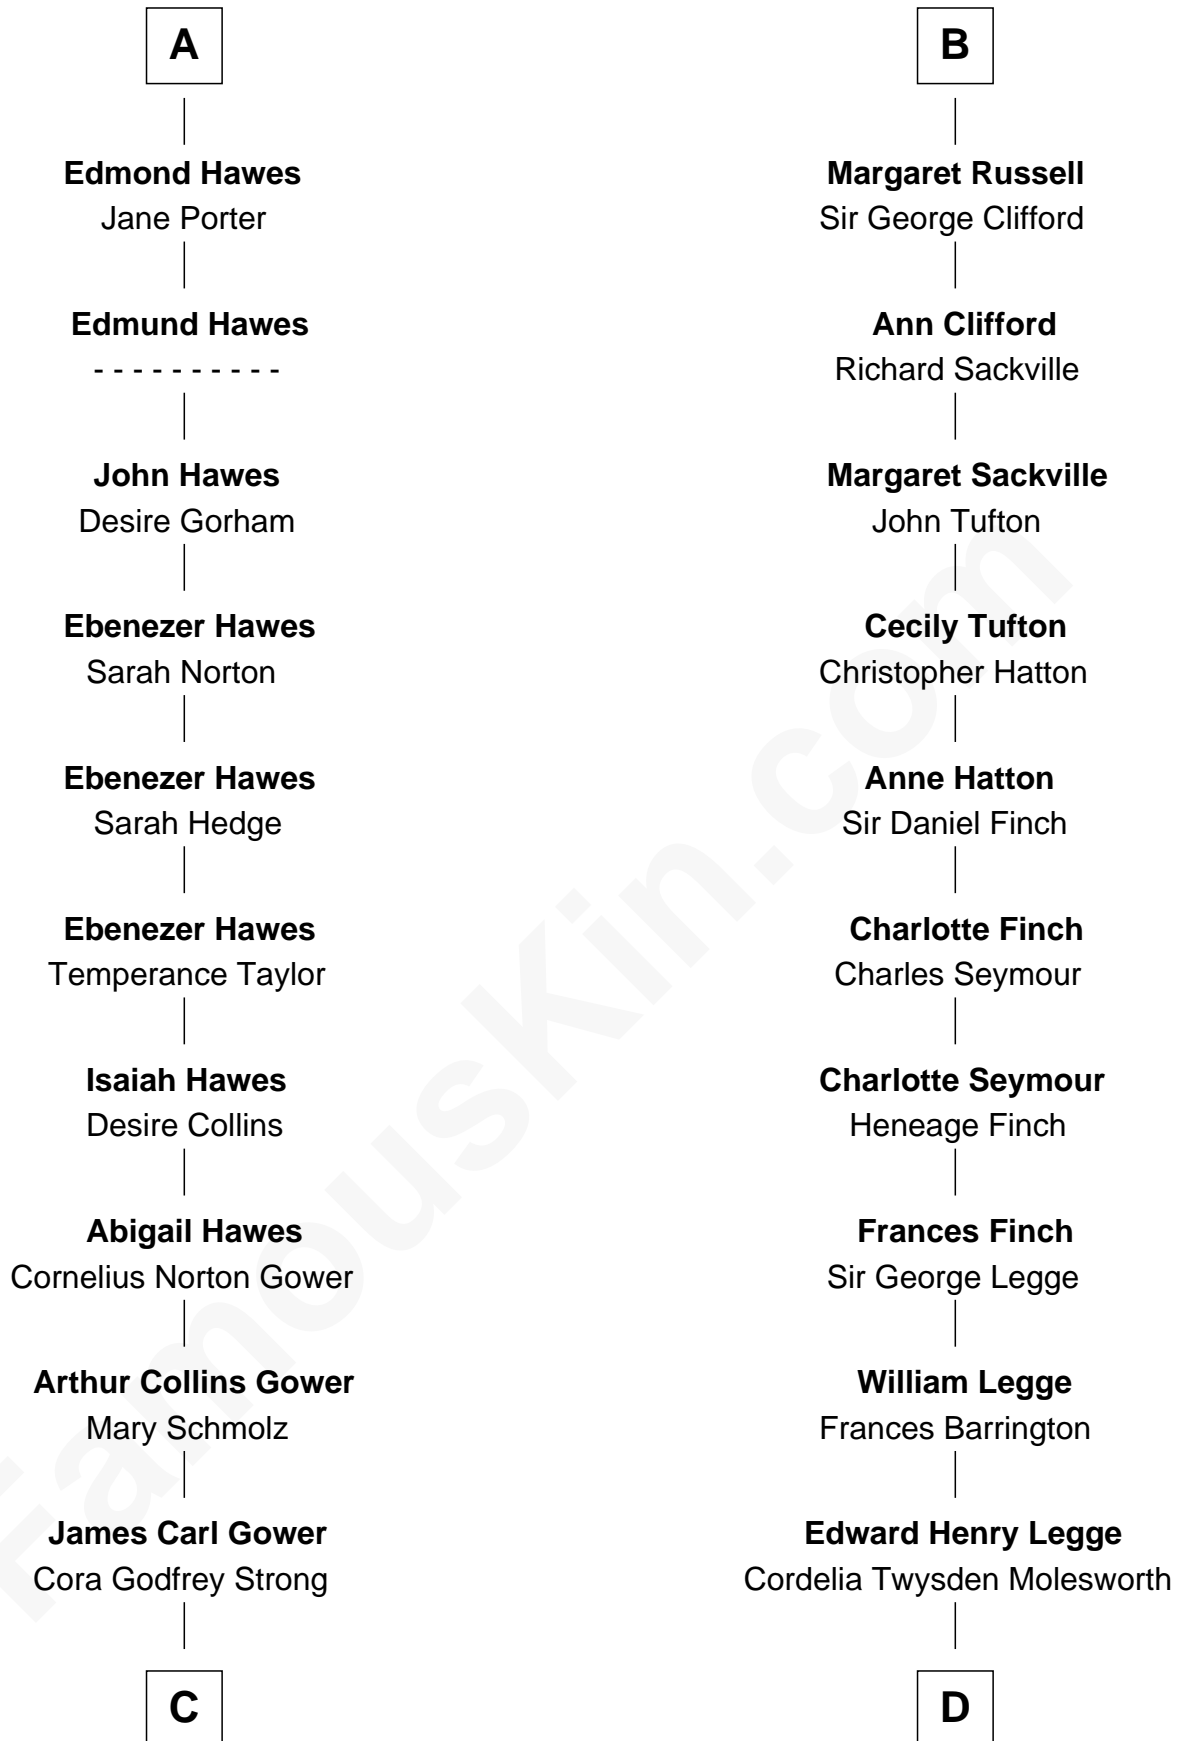 A
Edmond Hawes
Jane Porter
Edmund Hawes
- - - - - - - - - -
John Hawes
Desire Gorham
Ebenezer Hawes
Sarah Norton
Ebenezer Hawes
Sarah Hedge
Ebenezer Hawes
Temperance Taylor
Isaiah Hawes
Desire Collins
Abigail Hawes
Cornelius Norton Gower
Arthur Collins Gower
Mary Schmolz
James Carl Gower
Cora Godfrey Strong
C
B
Margaret Russell
Sir George Clifford
Ann Clifford
Richard Sackville
Margaret Sackville
John Tufton
Cecily Tufton
Christopher Hatton
Anne Hatton
Sir Daniel Finch
Charlotte Finch
Charles Seymour
Charlotte Seymour
Heneage Finch
Frances Finch
Sir George Legge
William Legge
Frances Barrington
Edward Henry Legge
Cordelia Twysden Molesworth
D
FamousKin.com